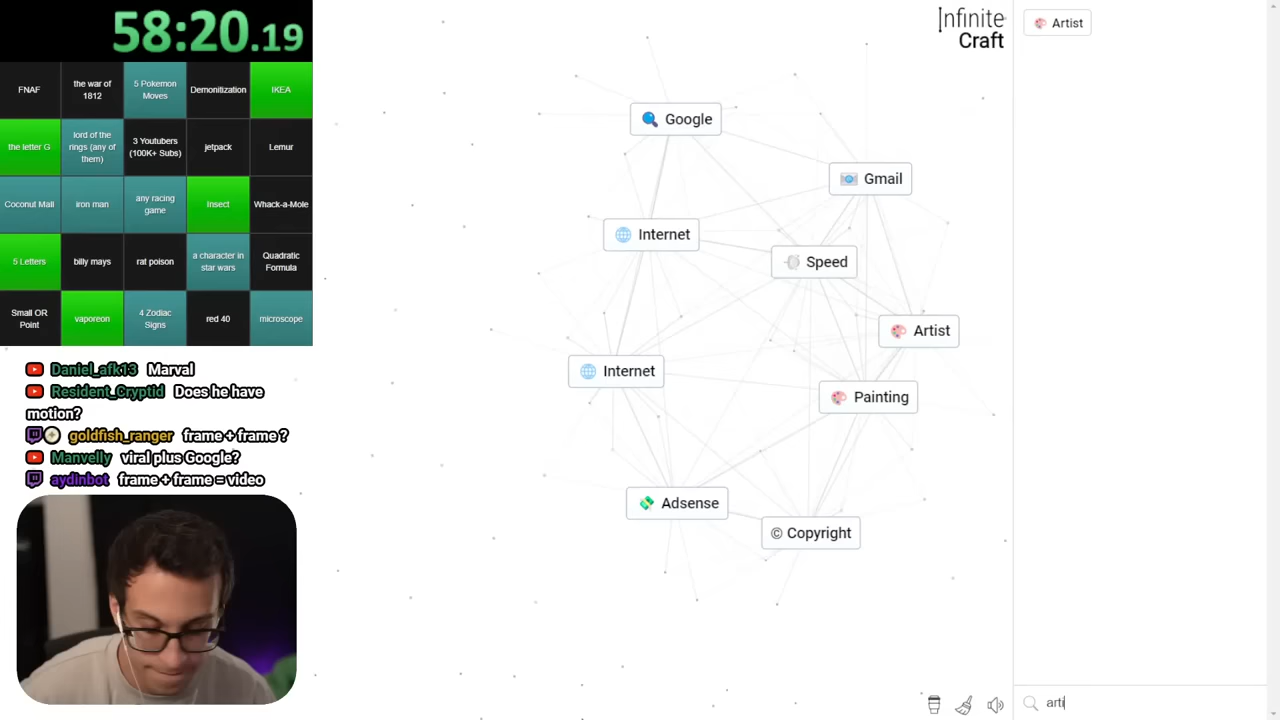 58:20.19
FNAF
the war of
1812
5 Pokemon
Moves
Demonitization
IKEA
the letter G
lord of the
rings (any of
them)
3 Youtubers
(100K+ Subs)
jetpack
Lemur
Coconut Mall
iron man
any racing
game
Insect
Whack-a-Mole
5 Letters
billy mays
rat poison
a character in
star wars
Quadratic
Formula
Small OR
Point
vaporeon
4 Zodiac
Signs
red 40
microscope
Daniel_afk13 Marval
Resident_Cryptid Does he have
motion?
goldfish_ranger frame + frame ?
Manvelly viral plus Google?
aydinbot frame + frame = video
Infinite
Craft
Google
Gmail
Internet
Speed
Artist
Internet
Painting
Adsense
© Copyright
Artist
arti